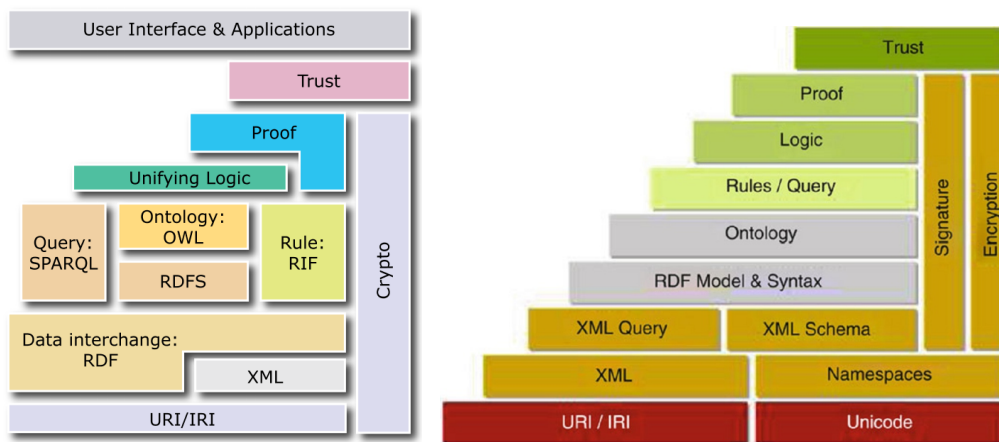 User Interface & Applications
Trust
Proof
Unifying Logic
Query:
SPARQL
Ontology:
OWL
RDFS
Rule:
RIF
Crypto
Data interchange:
RDF
XML
URI/IRI
Trust
Proof
Logic
Rules / Query
Ontology
RDF Model & Syntax
Signature
Encryption
XML Query
XML Schema
XML
Namespaces
URI / IRI
Unicode